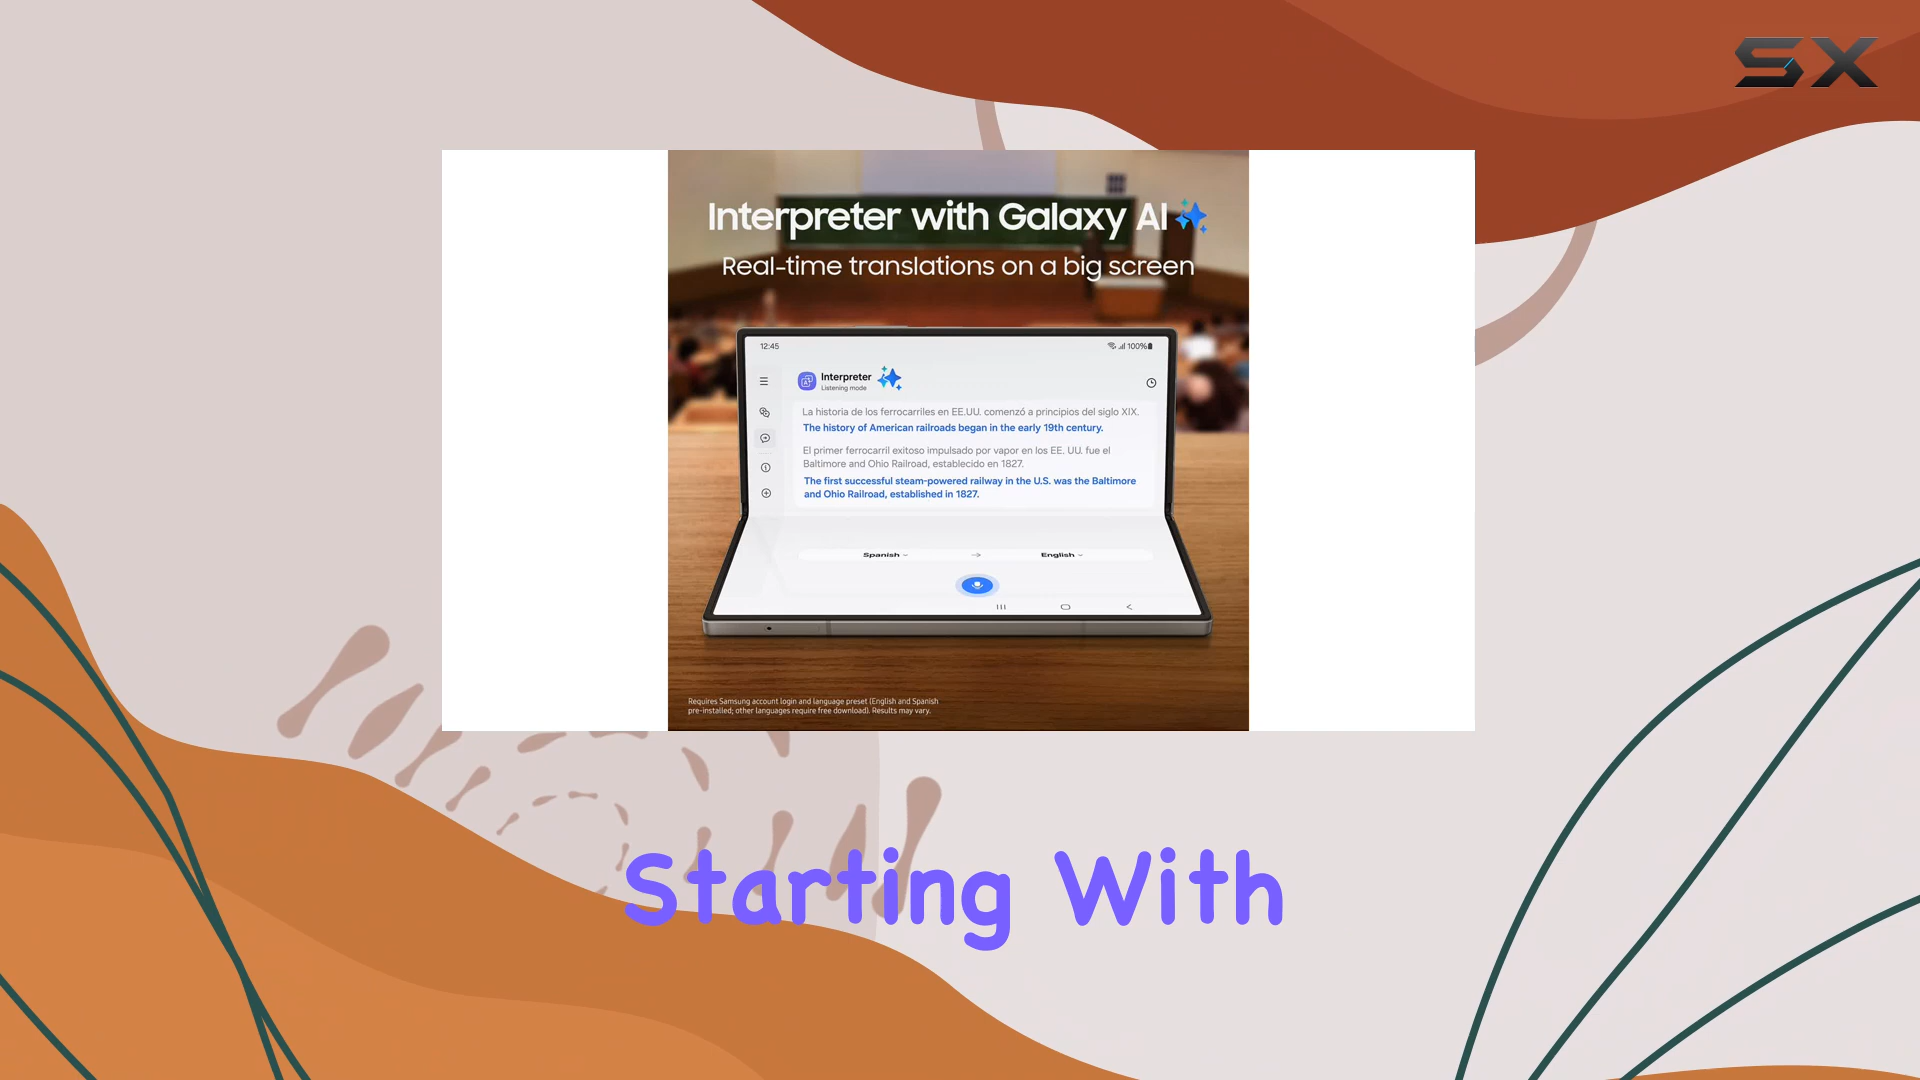 SX
Interpreter with Galaxy AI
Real-time translations on a big screen
12:45
100%
Interpreter
Listening mode
La historia de los ferrocarriles en EE.UU. comenzó a principios del siglo XIX.
The history of American railroads began in the early 19th century.
El primer ferrocarril exitoso impulsado por vapor en los EE. UU. fue el
Baltimore and Ohio Railroad, establecido en 1827.
The first successful steam-powered railway in the U.S. was the Baltimore
and Ohio Railroad, established in 1827.
Spanish
English
Requires Samsung account login and language preset (English and Spanish
pre-installed; other languages require free download). Results may vary.
Starting With